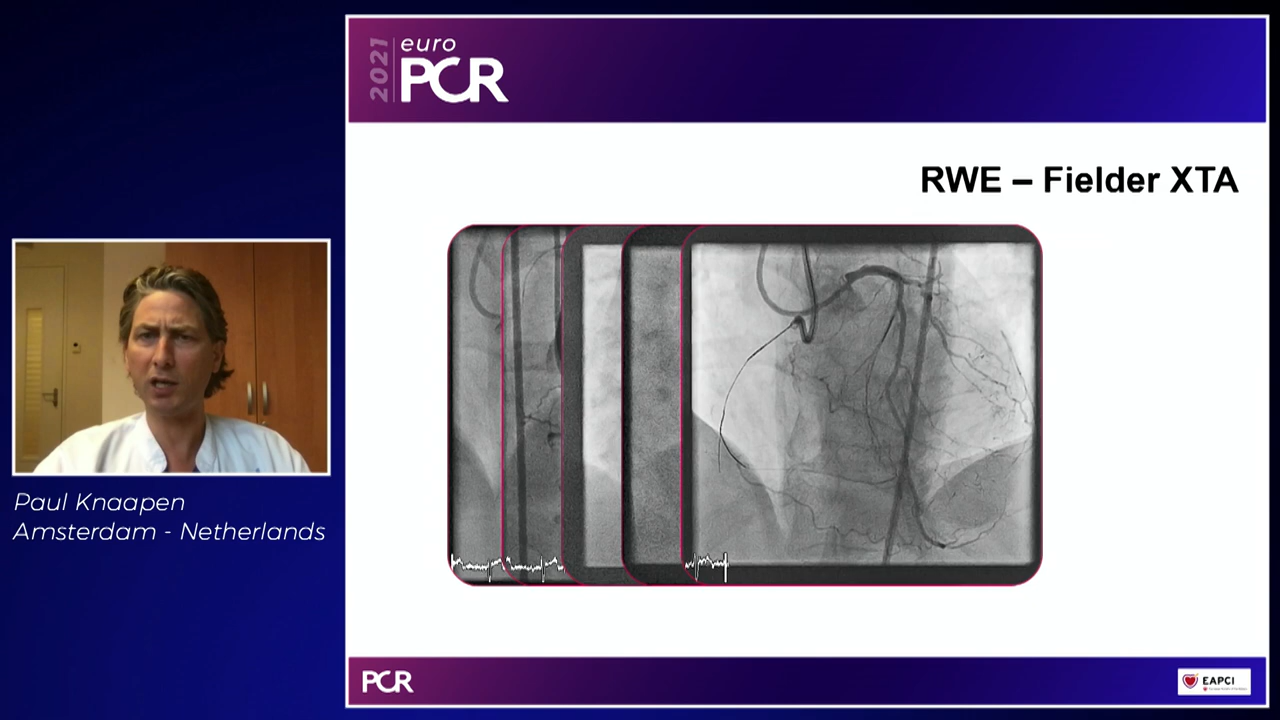 2021
euro
PCR
RWE – Fielder XTA
Paul Knaapen
Amsterdam - Netherlands
PCR
EAPCI